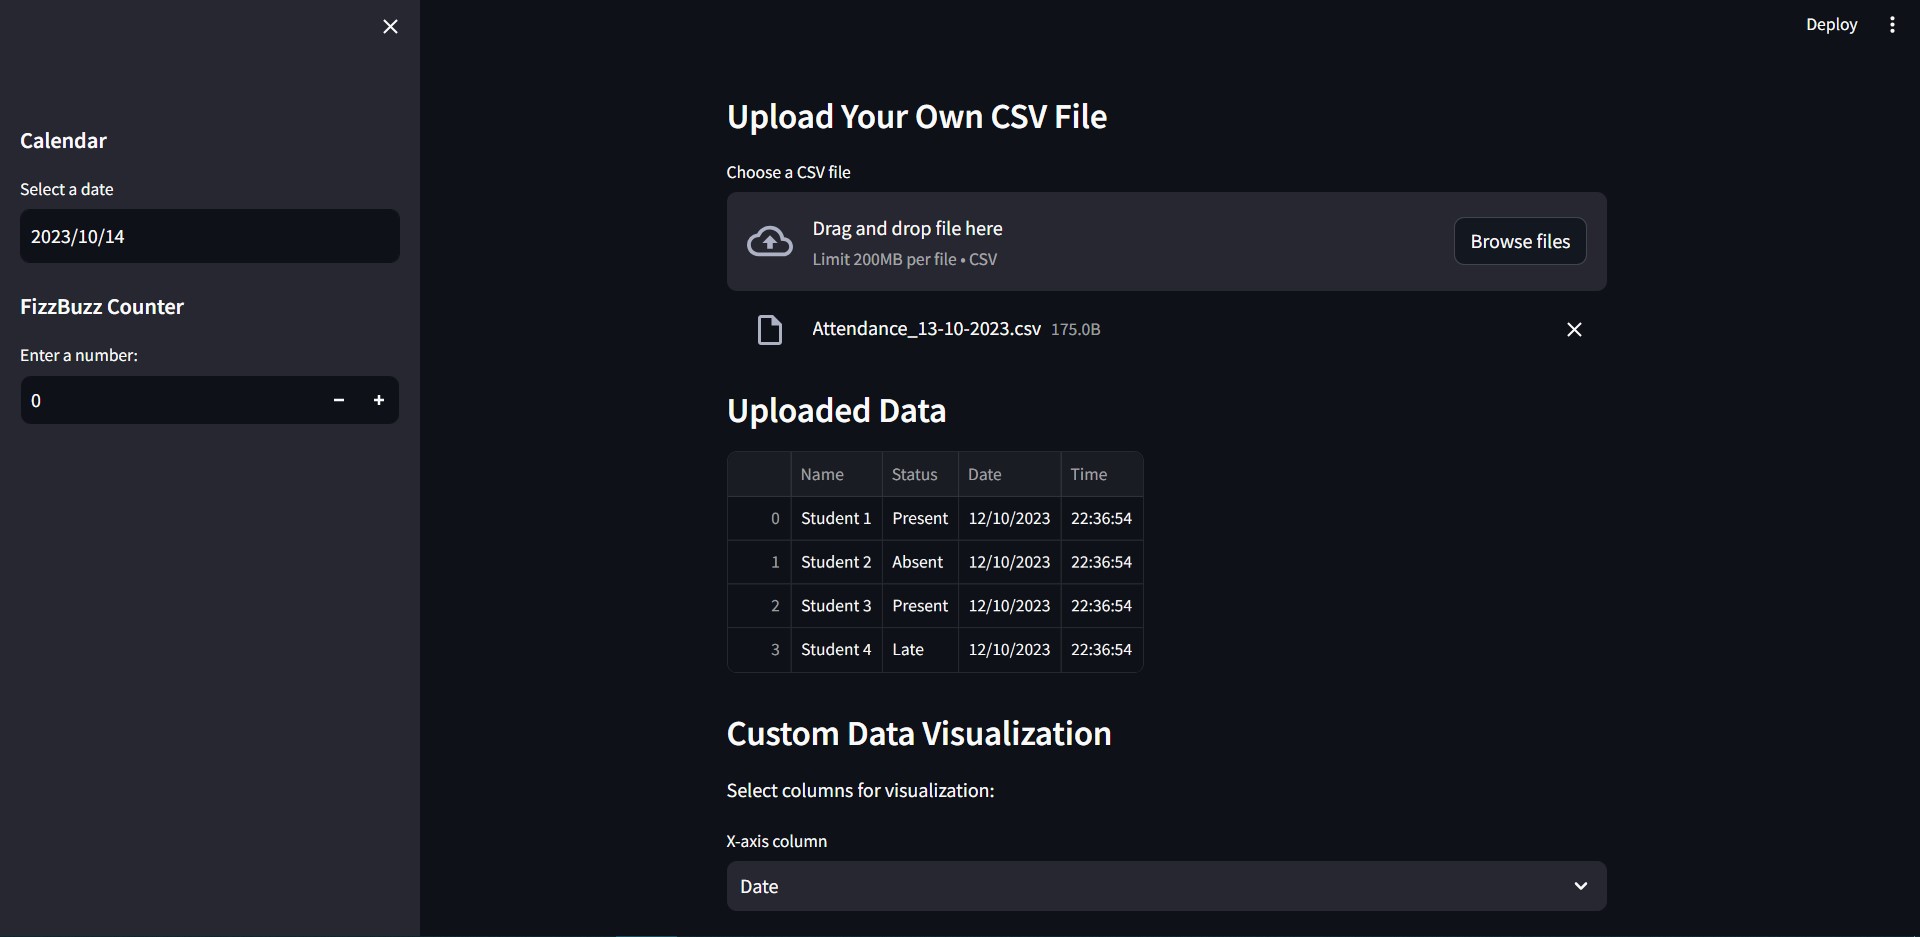 Deploy
Calendar
Select a date
2023/10/14
FizzBuzz Counter
Enter a number:
0
Upload Your Own CSV File
Choose a CSV file
Drag and drop file here
Limit 200MB per file • CSV
Browse files
Attendance_13-10-2023.csv 175.0B
Uploaded Data
Name Status Date Time
0 Student 1 Present 12/10/2023 22:36:54
1 Student 2 Absent 12/10/2023 22:36:54
2 Student 3 Present 12/10/2023 22:36:54
3 Student 4 Late 12/10/2023 22:36:54
Custom Data Visualization
Select columns for visualization:
X-axis column
Date